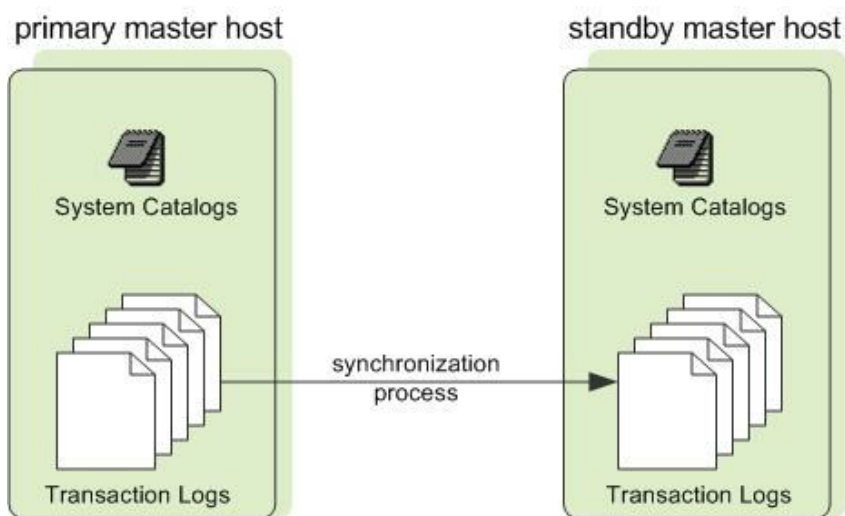 primary master host
standby master host
System Catalogs
System Catalogs
synchronization
process
Transaction Logs
Transaction Logs